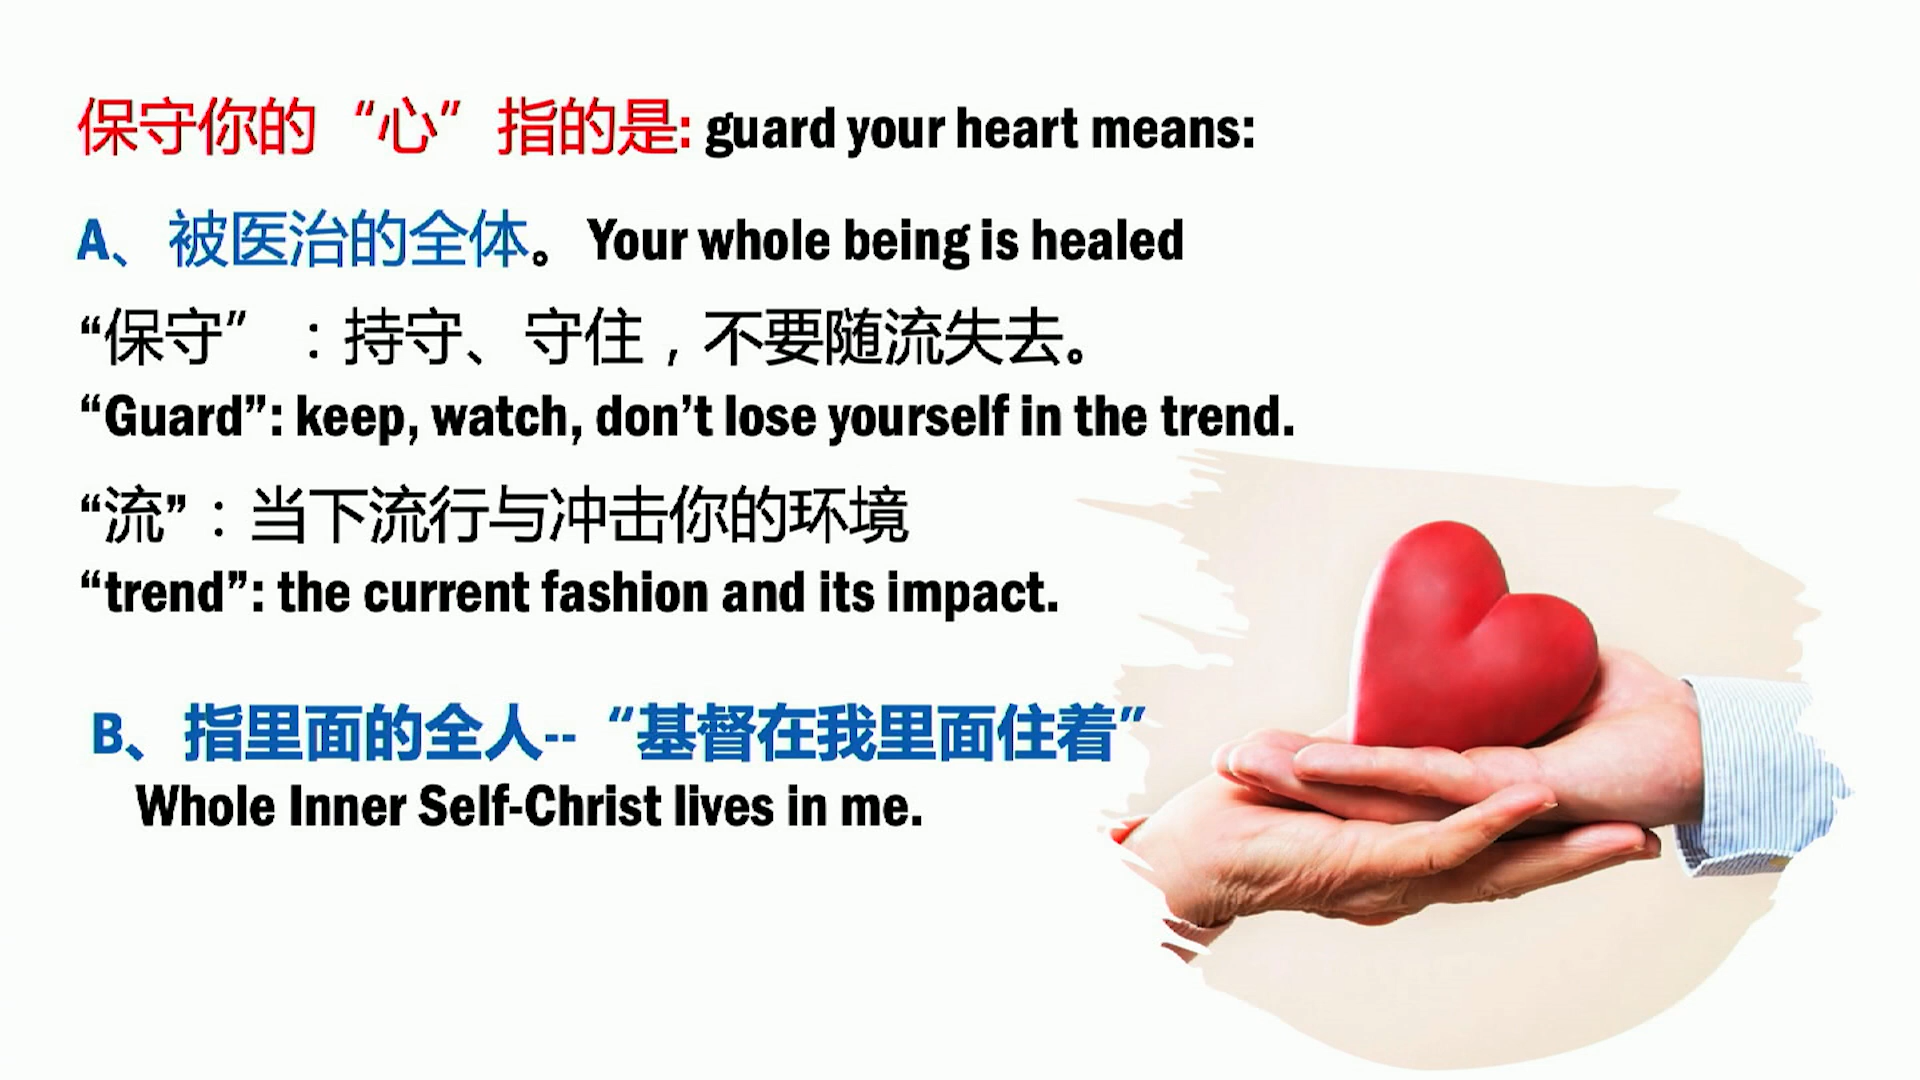 保守你的“心”指的是: guard your heart means:
A、被医治的全体。Your whole being is healed
“保守”：持守、守住，不要随流失去。
“Guard”: keep, watch, don’t lose yourself in the trend.
“流”：当下流行与冲击你的环境
“trend”: the current fashion and its impact.
B、指里面的全人--“基督在我里面住着”
Whole Inner Self-Christ lives in me.